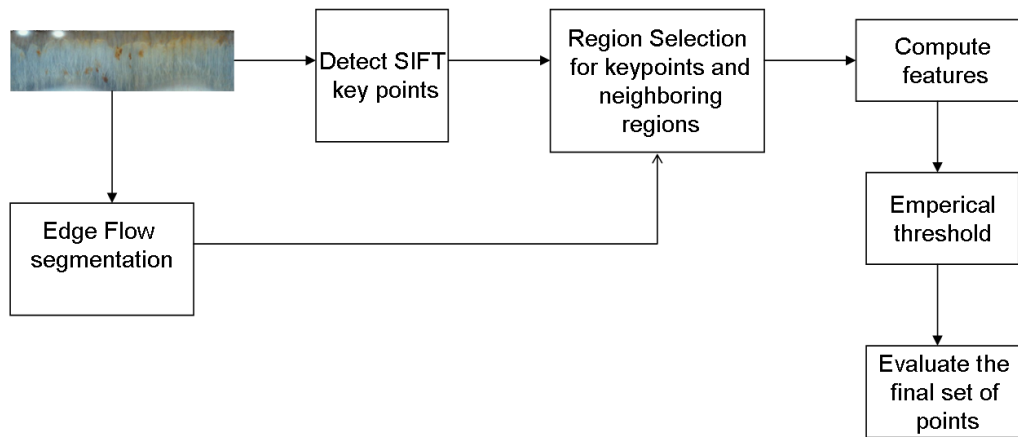 Detect SIFT
key points
Region Selection
for keypoints and
neighboring
regions
Compute
features
Edge Flow
segmentation
Emperical
threshold
Evaluate the
final set of
points